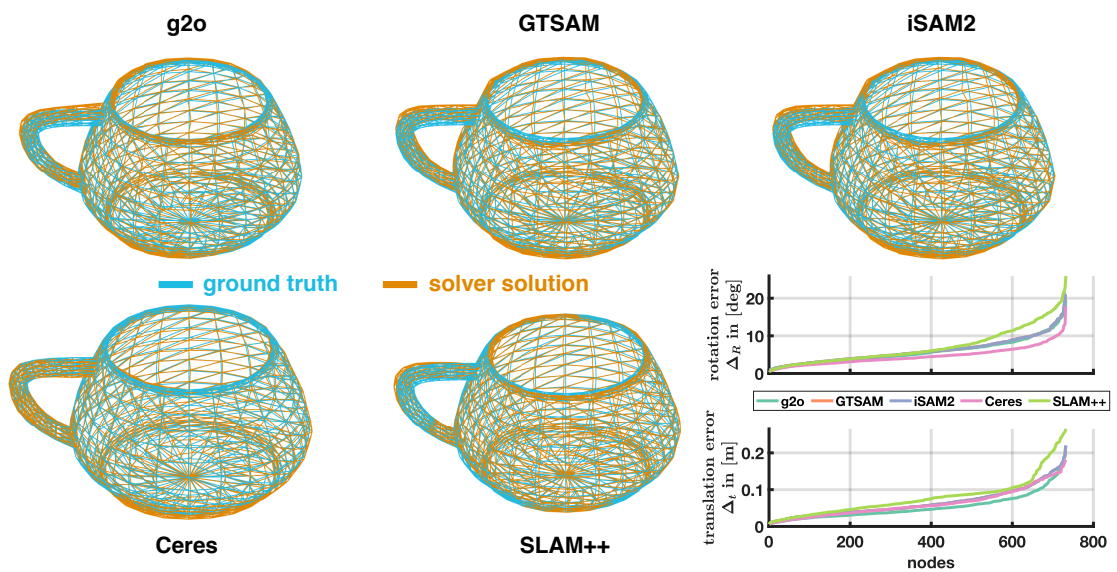 g2o GTSAM iSAM2
ground truth solver solution
rotation error
Δ_R in [deg]
20
10
0
g2o GTSAM iSAM2 Ceres SLAM++
translation error
Δ_t in [m]
0.2
0.1
0
0 200 400 600 800
nodes
Ceres SLAM++